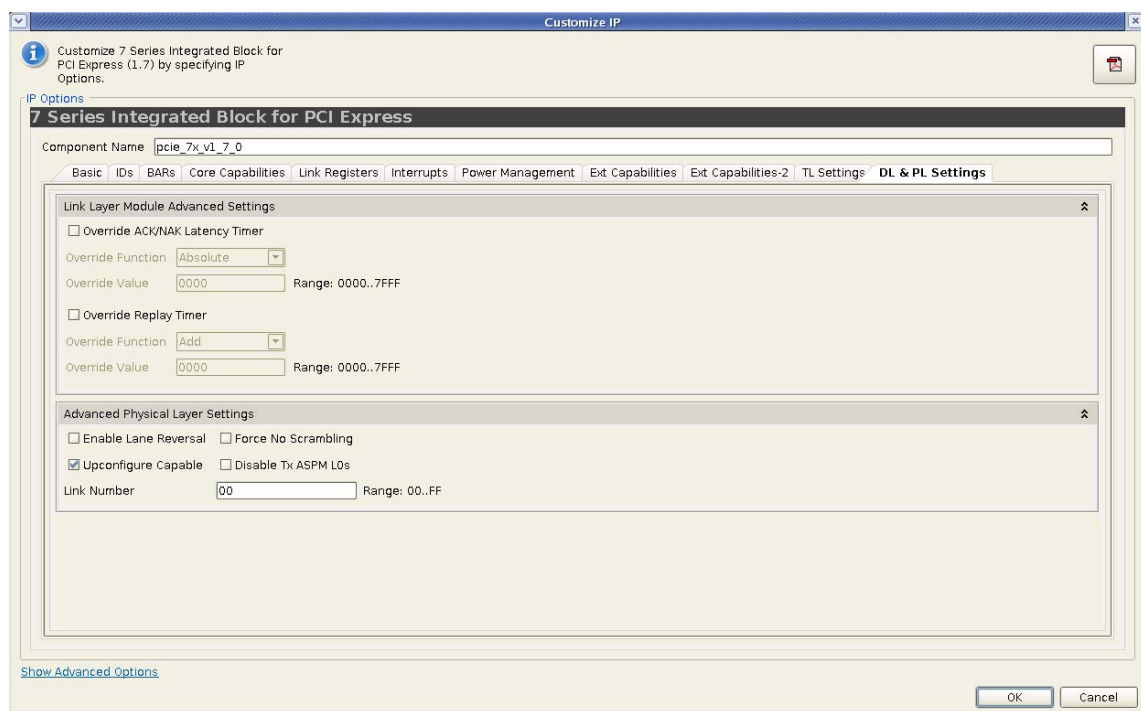 Customize IP
Customize 7 Series Integrated Block for
PCI Express (1.7) by specifying IP
Options.
IP Options
7 Series Integrated Block for PCI Express
Component Name pcie_7x_v1_7_0
Basic IDs BARs Core Capabilities Link Registers Interrupts Power Management Ext Capabilities Ext Capabilities-2 TL Settings DL & PL Settings
Link Layer Module Advanced Settings
Override ACK/NAK Latency Timer
Override Function Absolute
Override Value 0000 Range: 0000..7FFF
Override Replay Timer
Override Function Add
Override Value 0000 Range: 0000..7FFF
Advanced Physical Layer Settings
Enable Lane Reversal Force No Scrambling
Upconfigure Capable Disable Tx ASPM L0s
Link Number 00 Range: 00..FF
Show Advanced Options
OK Cancel